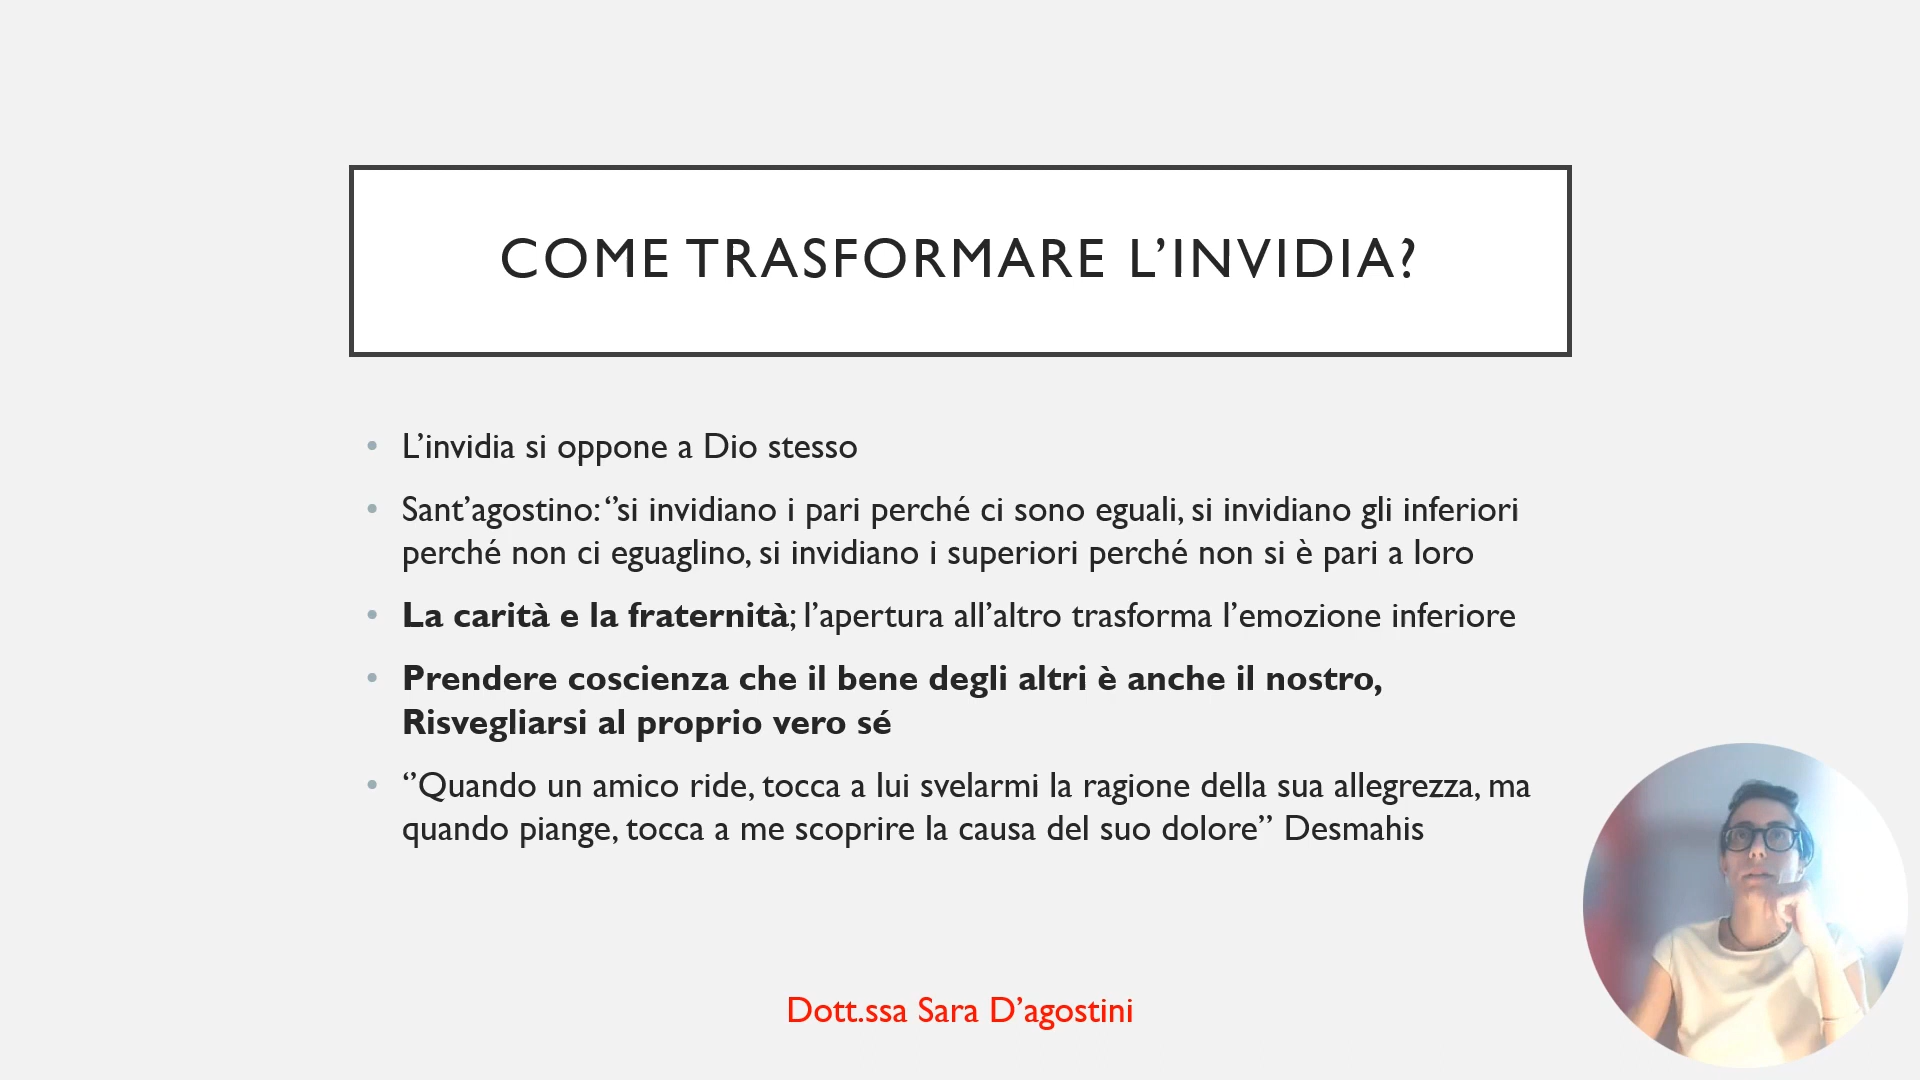 COME TRASFORMARE L’INVIDIA?
• L’invidia si oppone a Dio stesso
• Sant’agostino: ‘’si invidiano i pari perché ci sono eguali, si invidiano gli inferiori
perché non ci eguaglino, si invidiano i superiori perché non si è pari a loro
• La carità e la fraternità; l’apertura all’altro trasforma l’emozione inferiore
• Prendere coscienza che il bene degli altri è anche il nostro,
Risvegliarsi al proprio vero sé
• ‘’Quando un amico ride, tocca a lui svelarmi la ragione della sua allegrezza, ma
quando piange, tocca a me scoprire la causa del suo dolore’’ Desmahis
Dott.ssa Sara D’agostini